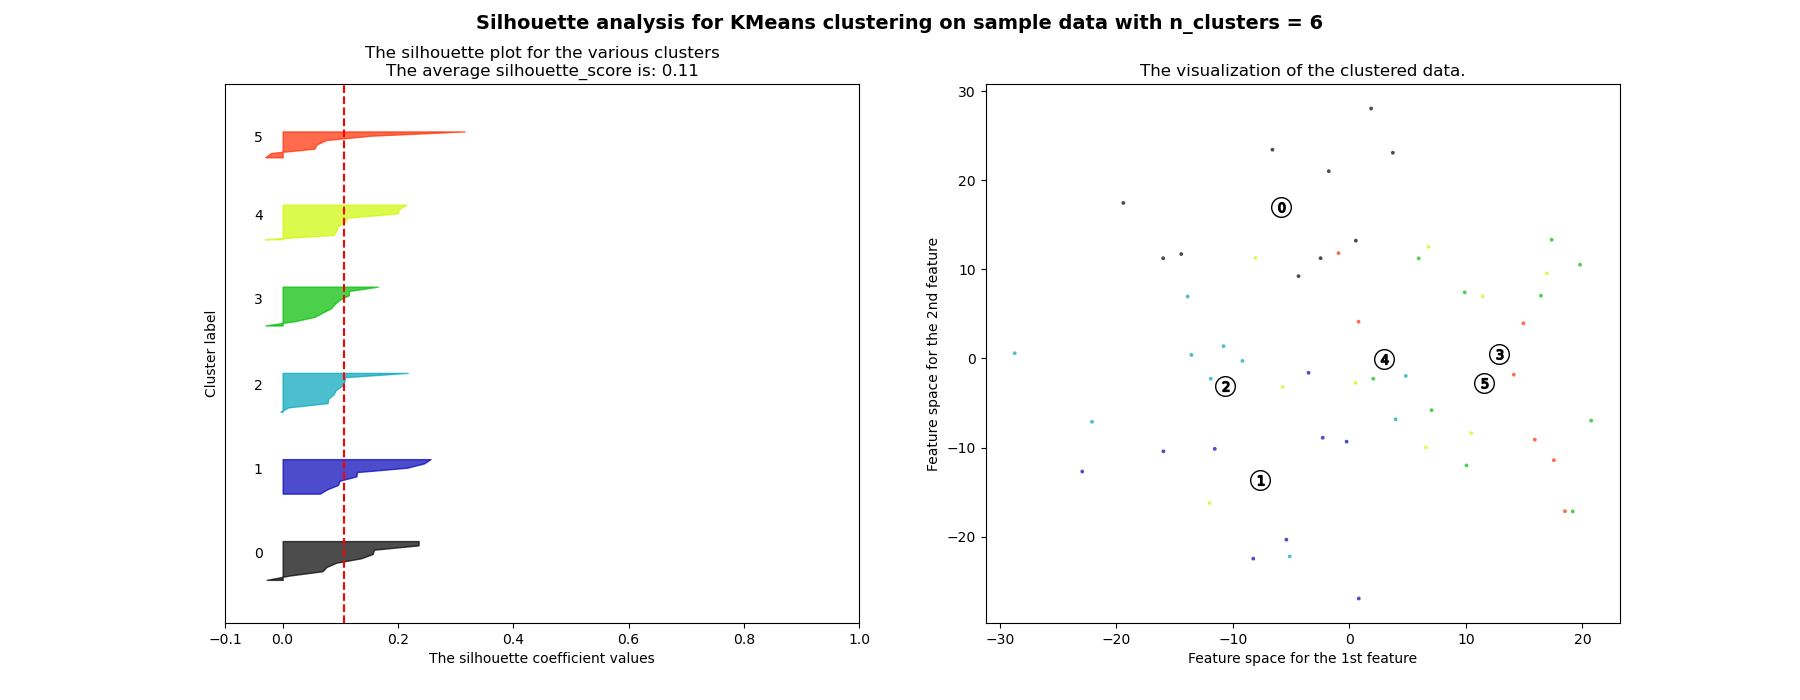 Silhouette analysis for KMeans clustering on sample data with n_clusters = 6
The silhouette plot for the various clusters
The average silhouette_score is: 0.11
Cluster label
5
4
3
2
1
0
−0.1 0.0 0.2 0.4 0.6 0.8 1.0
The silhouette coefficient values
The visualization of the clustered data.
Feature space for the 2nd feature
30
20
10
0
−10
−20
0
4
3
5
2
1
−30 −20 −10 0 10 20
Feature space for the 1st feature